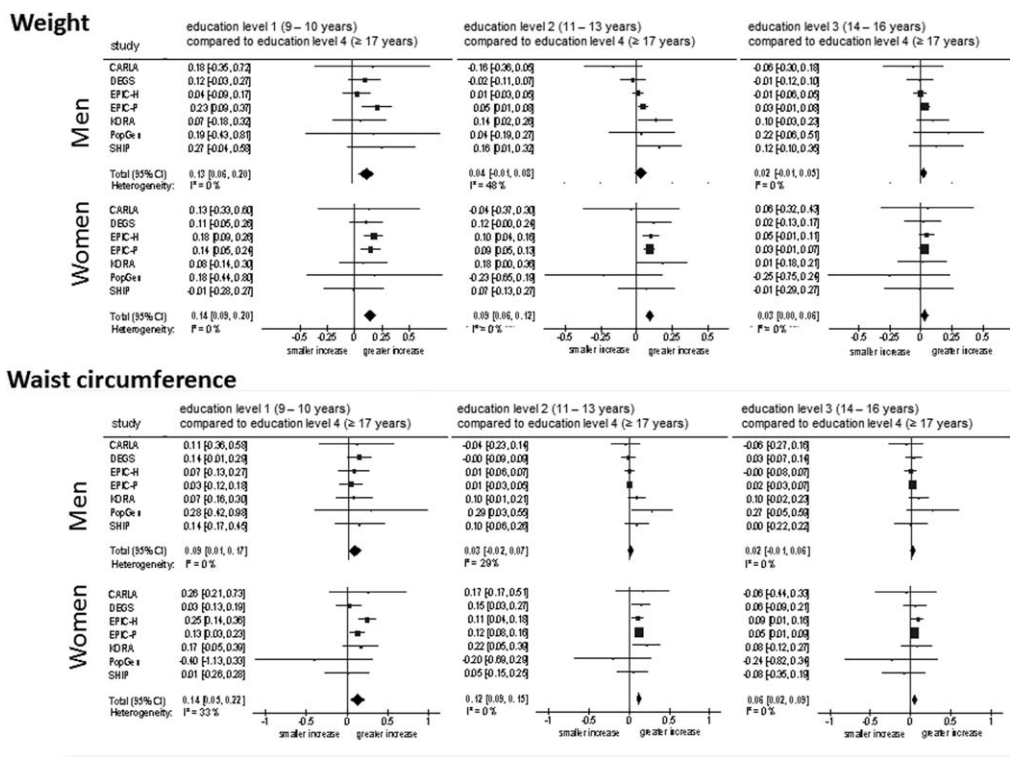 Weight
study
education level 1 (9 – 10 years)
compared to education level 4 (≥ 17 years)
education level 2 (11 – 13 years)
compared to education level 4 (≥ 17 years)
education level 3 (14 – 16 years)
compared to education level 4 (≥ 17 years)
Men
CARLA 0.18 [-0.35, 0.72] -0.16 [-0.36, 0.05] -0.06 [-0.30, 0.18]
DEGS 0.12 [-0.03, 0.27] -0.02 [-0.11, 0.07] -0.01 [-0.12, 0.10]
EPIC-H 0.04 [-0.09, 0.17] 0.01 [-0.03, 0.05] -0.01 [-0.06, 0.05]
EPIC-P 0.23 [0.09, 0.37] 0.05 [0.01, 0.08] 0.03 [-0.01, 0.08]
KORA 0.07 [-0.18, 0.32] 0.14 [0.02, 0.26] 0.10 [-0.03, 0.23]
PopGen 0.19 [-0.43, 0.81] 0.04 [-0.19, 0.27] 0.22 [-0.06, 0.51]
SHIP 0.27 [-0.04, 0.58] 0.16 [0.01, 0.32] 0.12 [-0.10, 0.35]
Total (95% CI) 0.13 [0.06, 0.20] 0.04 [-0.01, 0.08] 0.02 [-0.01, 0.05]
Heterogeneity: I² = 0 % I² = 48 % I² = 0 %
Women
CARLA 0.13 [-0.33, 0.60] -0.04 [-0.37, 0.30] 0.06 [-0.32, 0.43]
DEGS 0.11 [-0.05, 0.26] 0.12 [-0.00, 0.24] 0.02 [-0.13, 0.17]
EPIC-H 0.18 [0.09, 0.26] 0.10 [0.04, 0.16] 0.05 [-0.01, 0.11]
EPIC-P 0.14 [0.05, 0.24] 0.09 [0.05, 0.13] 0.03 [-0.01, 0.07]
KORA 0.08 [-0.14, 0.30] 0.18 [0.00, 0.36] 0.01 [-0.18, 0.21]
PopGen 0.18 [-0.44, 0.80] -0.23 [-0.65, 0.19] -0.25 [-0.75, 0.24]
SHIP -0.01 [-0.28, 0.27] 0.07 [-0.13, 0.27] -0.01 [-0.29, 0.27]
Total (95% CI) 0.14 [0.09, 0.20] 0.09 [0.06, 0.12] 0.03 [0.00, 0.06]
Heterogeneity: I² = 0 % I² = 0 % I² = 0 %
-0.5 -0.25 0 0.25 0.5 -0.5 -0.25 0 0.25 0.5 -0.5 -0.25 0 0.25 0.5
smaller increase greater increase smaller increase greater increase smaller increase greater increase
Waist circumference
study
education level 1 (9 – 10 years)
compared to education level 4 (≥ 17 years)
education level 2 (11 – 13 years)
compared to education level 4 (≥ 17 years)
education level 3 (14 – 16 years)
compared to education level 4 (≥ 17 years)
Men
CARLA 0.11 [-0.36, 0.58] -0.04 [-0.23, 0.14] -0.06 [-0.27, 0.16]
DEGS 0.14 [-0.01, 0.29] -0.00 [-0.09, 0.09] 0.03 [-0.07, 0.14]
EPIC-H 0.07 [-0.13, 0.27] 0.01 [-0.06, 0.07] -0.00 [-0.08, 0.07]
EPIC-P 0.03 [-0.12, 0.18] 0.01 [-0.03, 0.05] 0.02 [-0.03, 0.07]
KORA 0.07 [-0.16, 0.30] 0.10 [-0.01, 0.21] 0.10 [-0.02, 0.23]
PopGen 0.28 [-0.42, 0.98] 0.29 [0.03, 0.55] 0.27 [-0.05, 0.59]
SHIP 0.14 [-0.17, 0.45] 0.10 [-0.06, 0.26] 0.00 [-0.22, 0.22]
Total (95% CI) 0.09 [0.01, 0.17] 0.03 [-0.02, 0.07] 0.02 [-0.01, 0.06]
Heterogeneity: I² = 0 % I² = 29% I² = 0 %
Women
CARLA 0.26 [-0.21, 0.73] 0.17 [-0.17, 0.51] -0.06 [-0.44, 0.33]
DEGS 0.03 [-0.13, 0.19] 0.15 [0.03, 0.27] 0.06 [-0.09, 0.21]
EPIC-H 0.25 [0.14, 0.36] 0.11 [0.04, 0.18] 0.09 [0.01, 0.16]
EPIC-P 0.13 [0.03, 0.23] 0.12 [0.08, 0.16] 0.05 [0.01, 0.09]
KORA 0.17 [-0.05, 0.39] 0.22 [0.05, 0.39] 0.08 [-0.12, 0.27]
PopGen -0.40 [-1.13, 0.33] -0.20 [-0.69, 0.29] -0.24 [-0.82, 0.34]
SHIP 0.01 [-0.26, 0.28] 0.05 [-0.15, 0.25] -0.08 [-0.35, 0.19]
Total (95% CI) 0.14 [0.05, 0.22] 0.12 [0.09, 0.15] 0.06 [0.02, 0.09]
Heterogeneity: I² = 33 % I² = 0 % I² = 0 %
-1 -0.5 0 0.5 1 -1 -0.5 0 0.5 1 -1 -0.5 0 0.5 1
smaller increase greater increase smaller increase greater increase smaller increase greater increase